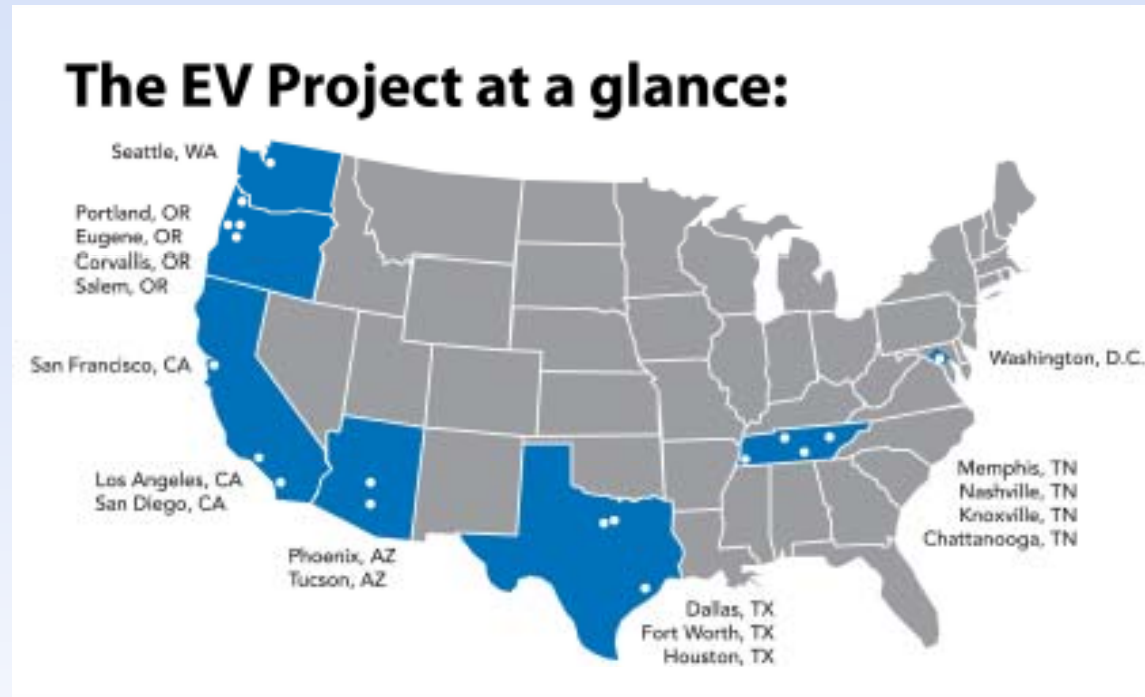 The EV Project at a glance:
Seattle, WA
Portland, OR
Eugene, OR
Corvallis, OR
Salem, OR
San Francisco, CA
Washington, D.C.
Los Angeles, CA
San Diego, CA
Memphis, TN
Nashville, TN
Knoxville, TN
Chattanooga, TN
Phoenix, AZ
Tucson, AZ
Dallas, TX
Fort Worth, TX
Houston, TX